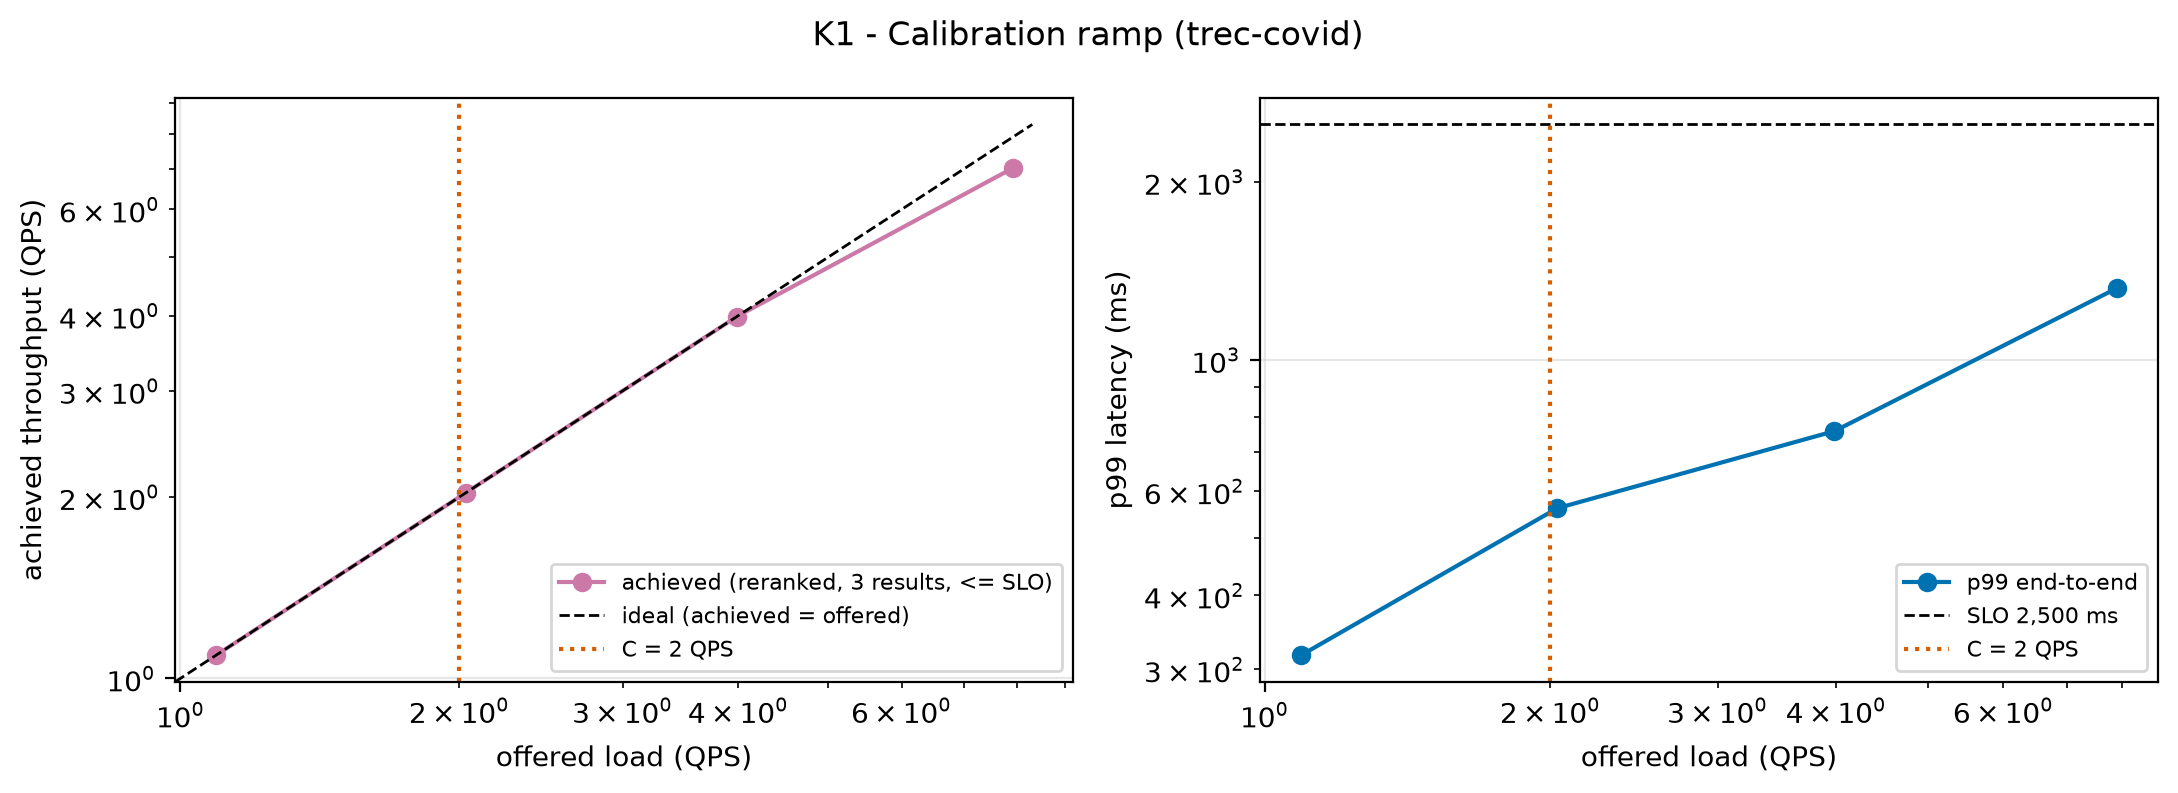 K1 - Calibration ramp (trec-covid)
achieved throughput (QPS)
6 × 10⁰
4 × 10⁰
3 × 10⁰
2 × 10⁰
10⁰
achieved (reranked, 3 results, <= SLO)
ideal (achieved = offered)
C = 2 QPS
10⁰ 2 × 10⁰ 3 × 10⁰ 4 × 10⁰ 6 × 10⁰
offered load (QPS)
p99 latency (ms)
2 × 10³
10³
6 × 10²
4 × 10²
3 × 10²
p99 end-to-end
SLO 2,500 ms
C = 2 QPS
10⁰ 2 × 10⁰ 3 × 10⁰ 4 × 10⁰ 6 × 10⁰
offered load (QPS)